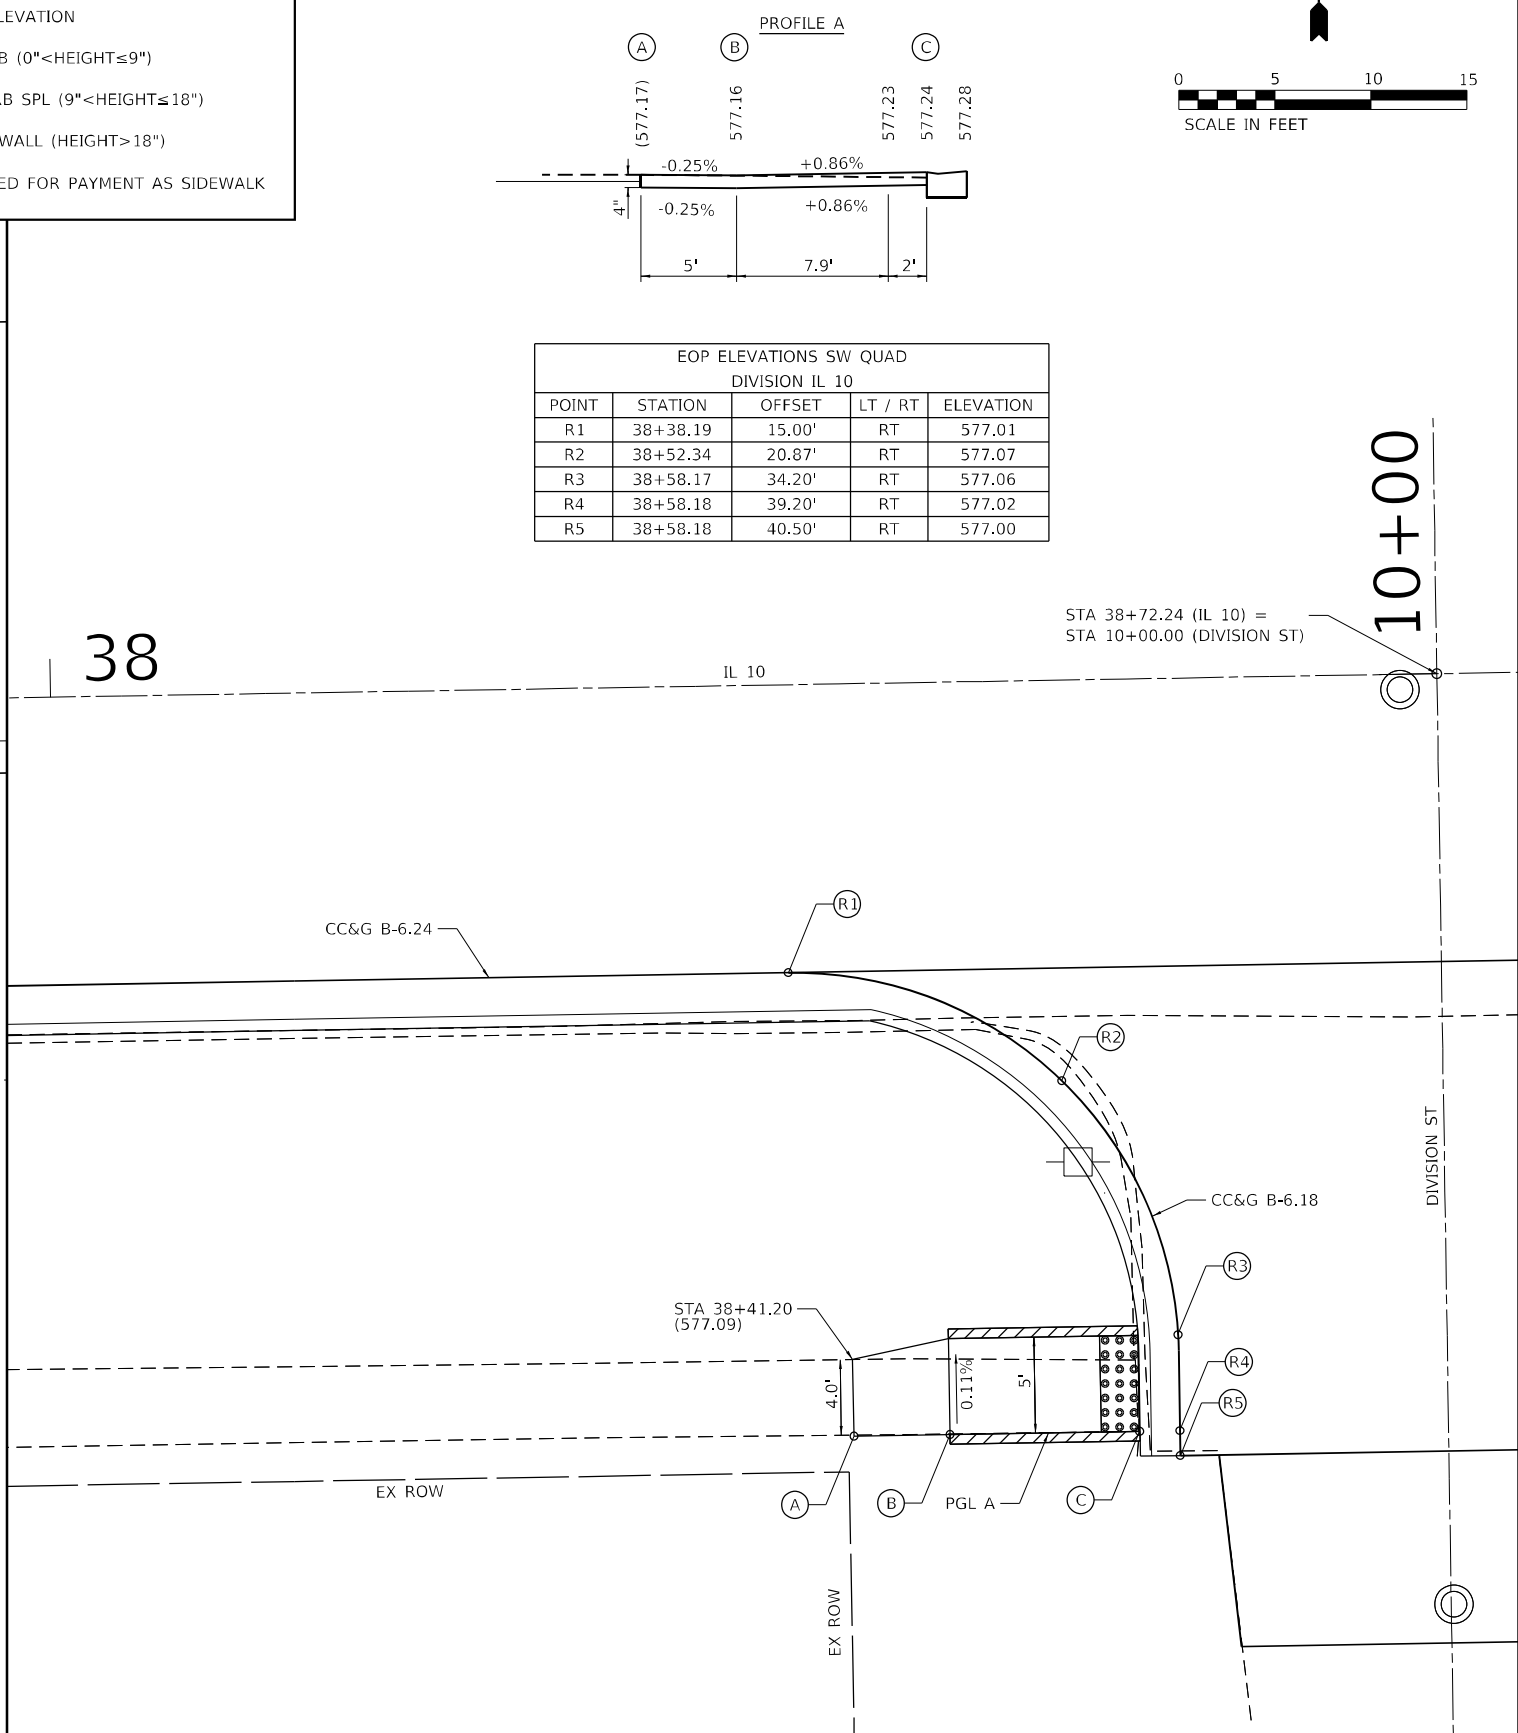 LEVATION
B (0"<HEIGHT≤9")
AB SPL (9"<HEIGHT≤18")
WALL (HEIGHT>18")
ED FOR PAYMENT AS SIDEWALK
PROFILE A
A B C
(577.17)
577.16
577.23
577.24
577.28
-0.25% +0.86%
4"
-0.25% +0.86%
5' 7.9' 2'
0 5 10 15
SCALE IN FEET
EOP ELEVATIONS SW QUAD
DIVISION IL 10
POINT STATION OFFSET LT / RT ELEVATION
R1 38+38.19 15.00' RT 577.01
R2 38+52.34 20.87' RT 577.07
R3 38+58.17 34.20' RT 577.06
R4 38+58.18 39.20' RT 577.02
R5 38+58.18 40.50' RT 577.00
10+00
STA 38+72.24 (IL 10) =
STA 10+00.00 (DIVISION ST)
38
IL 10
R1
CC&G B-6.24
R2
DIVISION ST
CC&G B-6.18
R3
STA 38+41.20
(577.09)
R4
4.0'
0.11%
5'
R5
EX ROW
A
B
PGL A
C
EX ROW